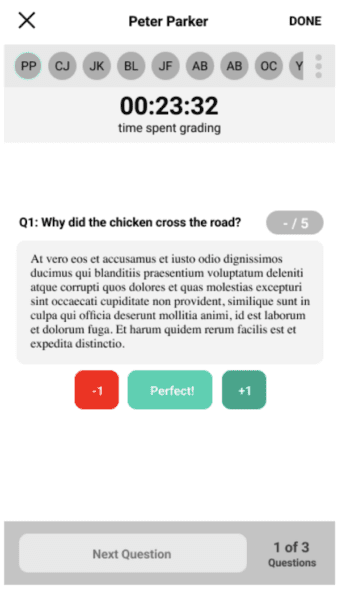 Peter Parker DONE
PP CJ JK BL JF AB AB OC Y
00:23:32
time spent grading
Q1: Why did the chicken cross the road? - / 5
At vero eos et accusamus et iusto odio dignissimos
ducimus qui blanditiis praesentium voluptatum deleniti
atque corrupti quos dolores et quas molestias excepturi
sint occaecati cupiditate non provident, similique sunt in
culpa qui officia deserunt mollitia animi, id est laborum
et dolorum fuga. Et harum quidem rerum facilis est et
expedita distinctio.
-1 Perfect! +1
Next Question 1 of 3
Questions